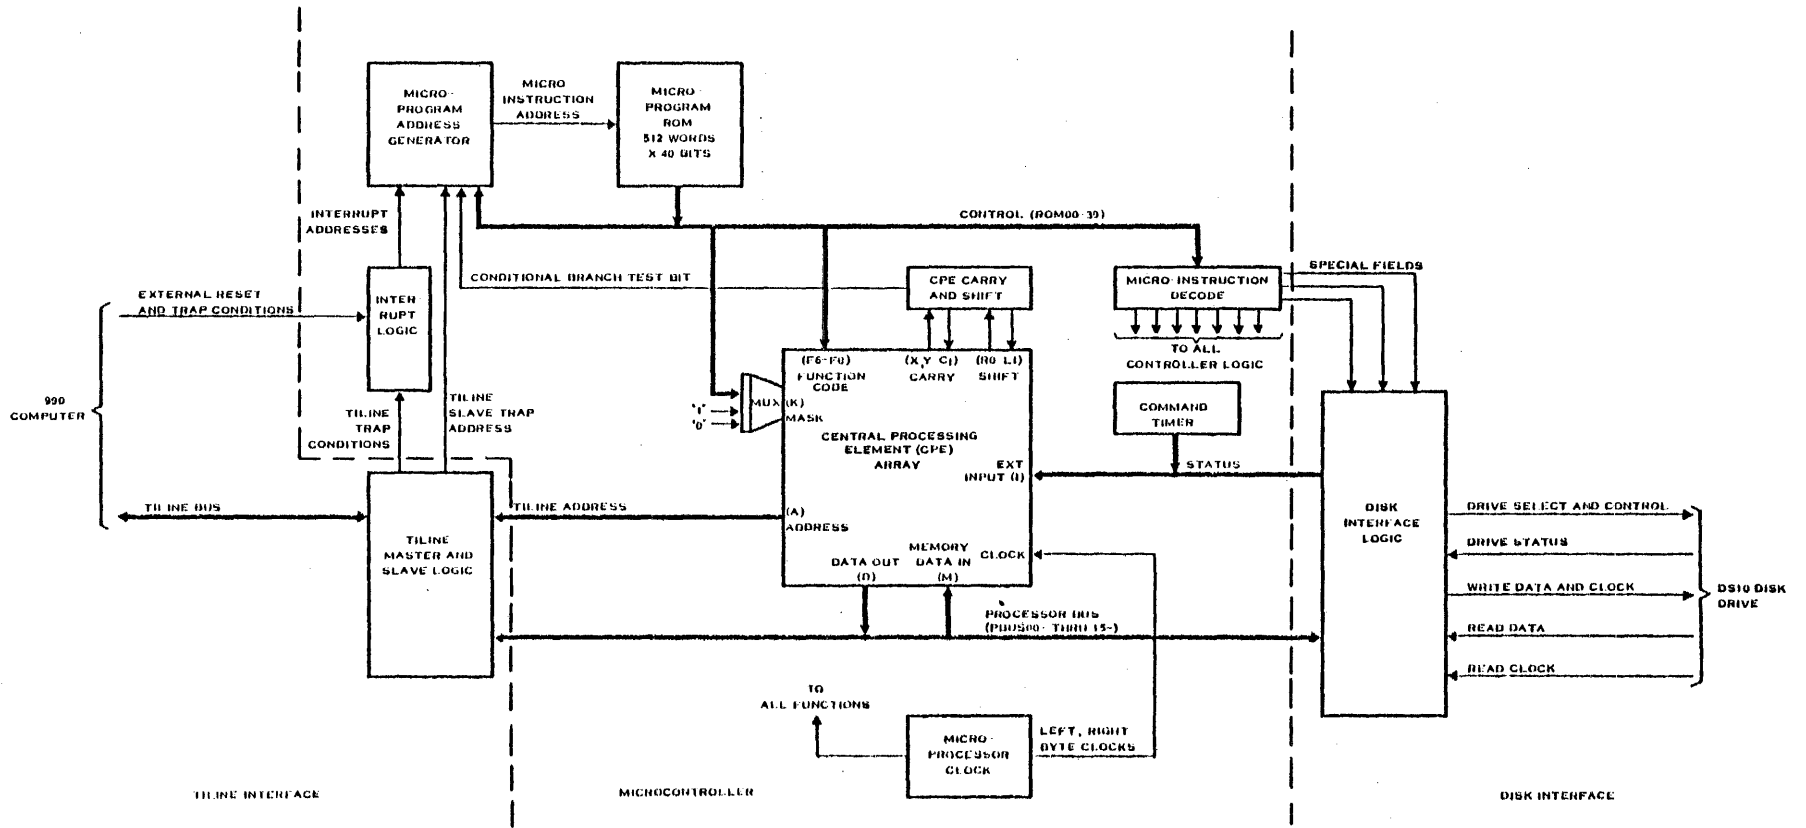 MICRO-
PROGRAM
ADDRESS
GENERATOR
MICRO
INSTRUCTION
ADDRESS
MICRO-
PROGRAM
ROM
512 WORDS
X 40 BITS
INTERRUPT
ADDRESSES
CONTROL (ROM00-39)
CONDITIONAL BRANCH TEST BIT
CPE CARRY
AND SHIFT
MICRO-INSTRUCTION
DECODE
SPECIAL FIELDS
EXTERNAL RESET
AND TRAP CONDITIONS
INTER-
RUPT
LOGIC
TO ALL
CONTROLLER LOGIC
(F6-F0)
FUNCTION
CODE
(X,Y CI)
CARRY
(RO LI)
SHIFT
990
COMPUTER
TILINE
TRAP
CONDITIONS
TILINE
SLAVE TRAP
ADDRESS
"1"
"0"
MUX
(K)
MASK
COMMAND
TIMER
CENTRAL PROCESSING
ELEMENT (CPE)
ARRAY
EXT
INPUT (I)
STATUS
TILINE BUS
TILINE ADDRESS
(A)
ADDRESS
TILINE
MASTER AND
SLAVE LOGIC
DATA OUT
(D)
MEMORY
DATA IN
(M)
CLOCK
DISK
INTERFACE
LOGIC
DRIVE SELECT AND CONTROL
DRIVE STATUS
WRITE DATA AND CLOCK
READ DATA
READ CLOCK
DS10 DISK
DRIVE
PROCESSOR BUS
(PBUS00- THRU 15-)
TO
ALL FUNCTIONS
MICRO-
PROCESSOR
CLOCK
LEFT, RIGHT
BYTE CLOCKS
TILINE INTERFACE
MICROCONTROLLER
DISK INTERFACE